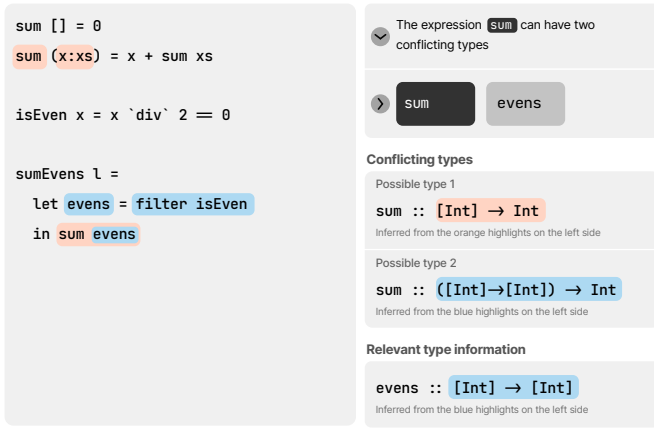 sum [] = 0
sum (x:xs) = x + sum xs
isEven x = x `div` 2 == 0
sumEvens l =
let evens = filter isEven
in sum evens
The expression sum can have two
conflicting types
sum evens
Conflicting types
Possible type 1
sum :: [Int] → Int
Inferred from the orange highlights on the left side
Possible type 2
sum :: ([Int]→[Int]) → Int
Inferred from the blue highlights on the left side
Relevant type information
evens :: [Int] → [Int]
Inferred from the blue highlights on the left side